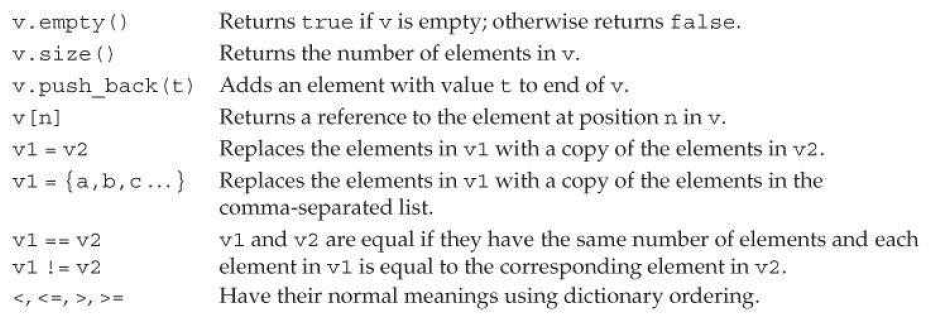 v.empty() Returns true if v is empty; otherwise returns false.
v.size() Returns the number of elements in v.
v.push_back(t) Adds an element with value t to end of v.
v[n] Returns a reference to the element at position n in v.
v1 = v2 Replaces the elements in v1 with a copy of the elements in v2.
v1 = {a,b,c ... } Replaces the elements in v1 with a copy of the elements in the
comma-separated list.
v1 == v2 v1 and v2 are equal if they have the same number of elements and each
v1 != v2 element in v1 is equal to the corresponding element in v2.
<, <=, >, >= Have their normal meanings using dictionary ordering.